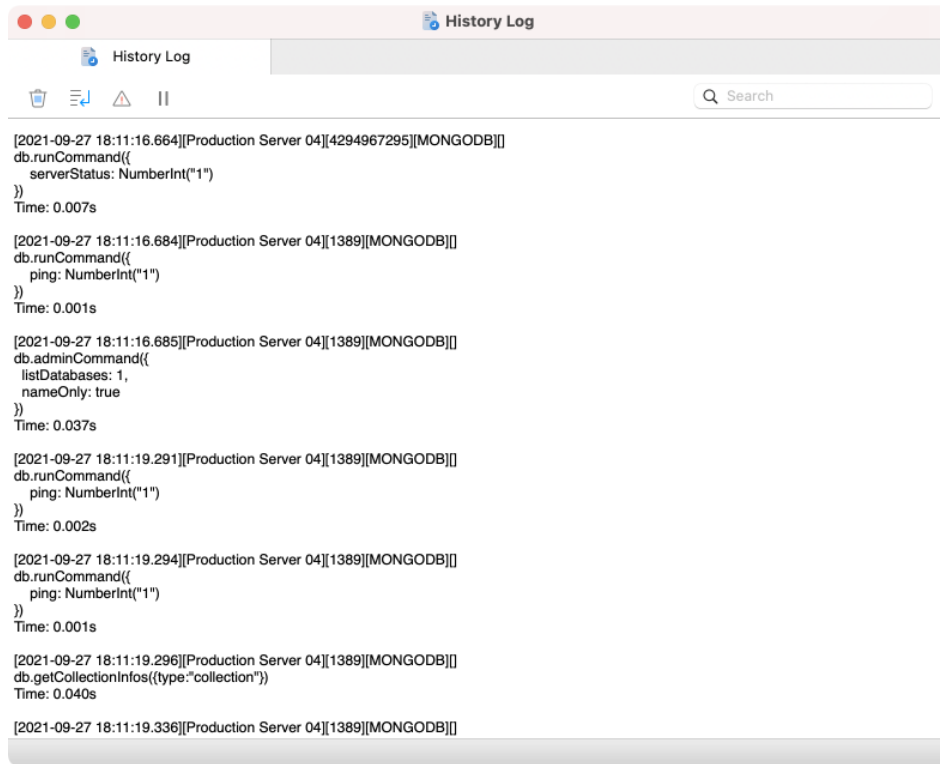 History Log
History Log
Search
[2021-09-27 18:11:16.664][Production Server 04][4294967295][MONGODB][]
db.runCommand({
    serverStatus: NumberInt("1")
})
Time: 0.007s
[2021-09-27 18:11:16.684][Production Server 04][1389][MONGODB][]
db.runCommand({
    ping: NumberInt("1")
})
Time: 0.001s
[2021-09-27 18:11:16.685][Production Server 04][1389][MONGODB][]
db.adminCommand({
  listDatabases: 1,
  nameOnly: true
})
Time: 0.037s
[2021-09-27 18:11:19.291][Production Server 04][1389][MONGODB][]
db.runCommand({
    ping: NumberInt("1")
})
Time: 0.002s
[2021-09-27 18:11:19.294][Production Server 04][1389][MONGODB][]
db.runCommand({
    ping: NumberInt("1")
})
Time: 0.001s
[2021-09-27 18:11:19.296][Production Server 04][1389][MONGODB][]
db.getCollectionInfos({type:"collection"})
Time: 0.040s
[2021-09-27 18:11:19.336][Production Server 04][1389][MONGODB][]